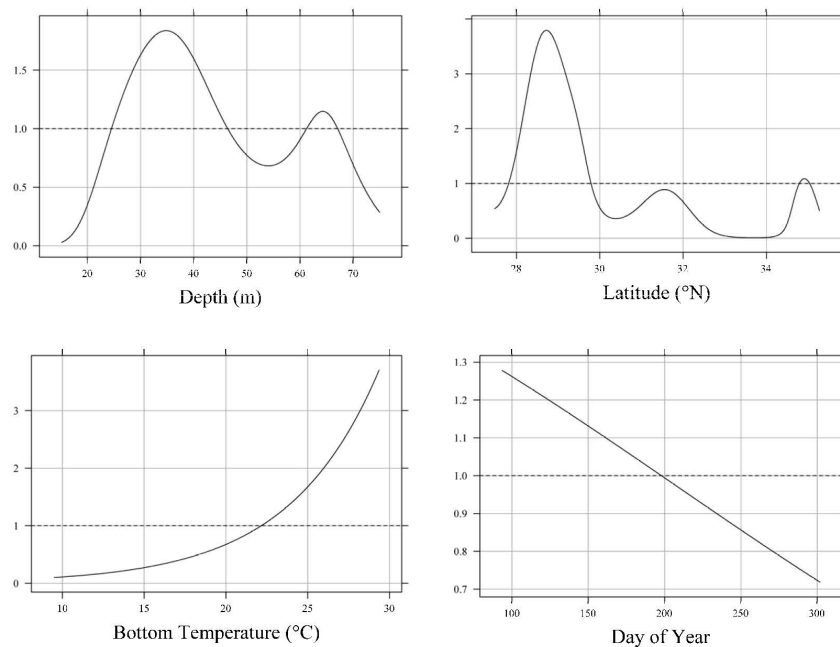 1.5
1.0
0.5
0.0
20 30 40 50 60 70
Depth (m)
3
2
1
0
28 30 32 34
Latitude (°N)
3
2
1
0
10 15 20 25 30
Bottom Temperature (°C)
1.3
1.2
1.1
1.0
0.9
0.8
0.7
100 150 200 250 300
Day of Year